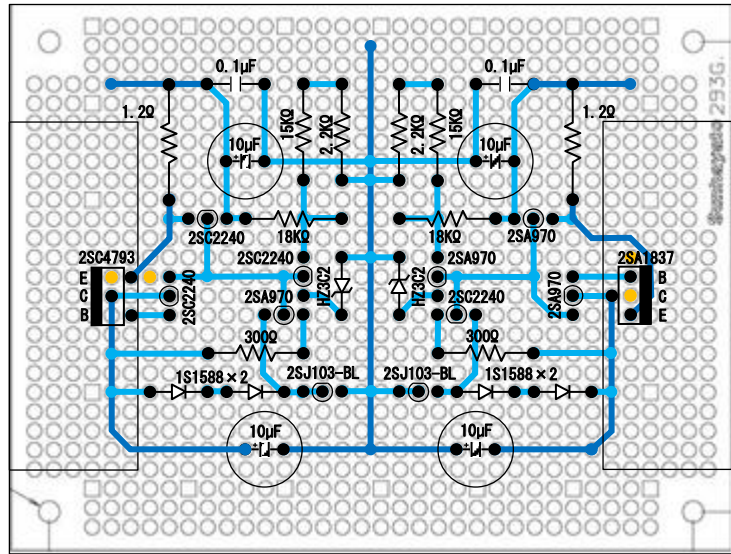 0.1μF
0.1μF
1.2Ω
15KΩ
2.2KΩ
2.2KΩ
15KΩ
1.2Ω
10μF
+
10μF
+
2SC2240
18KΩ
18KΩ
2SA970
2SC4793
2SC2240
2SA970
2SA1837
E
C
B
2SC2240
2SA970
HZ3C2
HZ3C2
2SC2240
2SA970
B
C
E
300Ω
300Ω
1S1588×2
2SJ103-BL
2SJ103-BL
1S1588×2
10μF
+
10μF
+
293G.